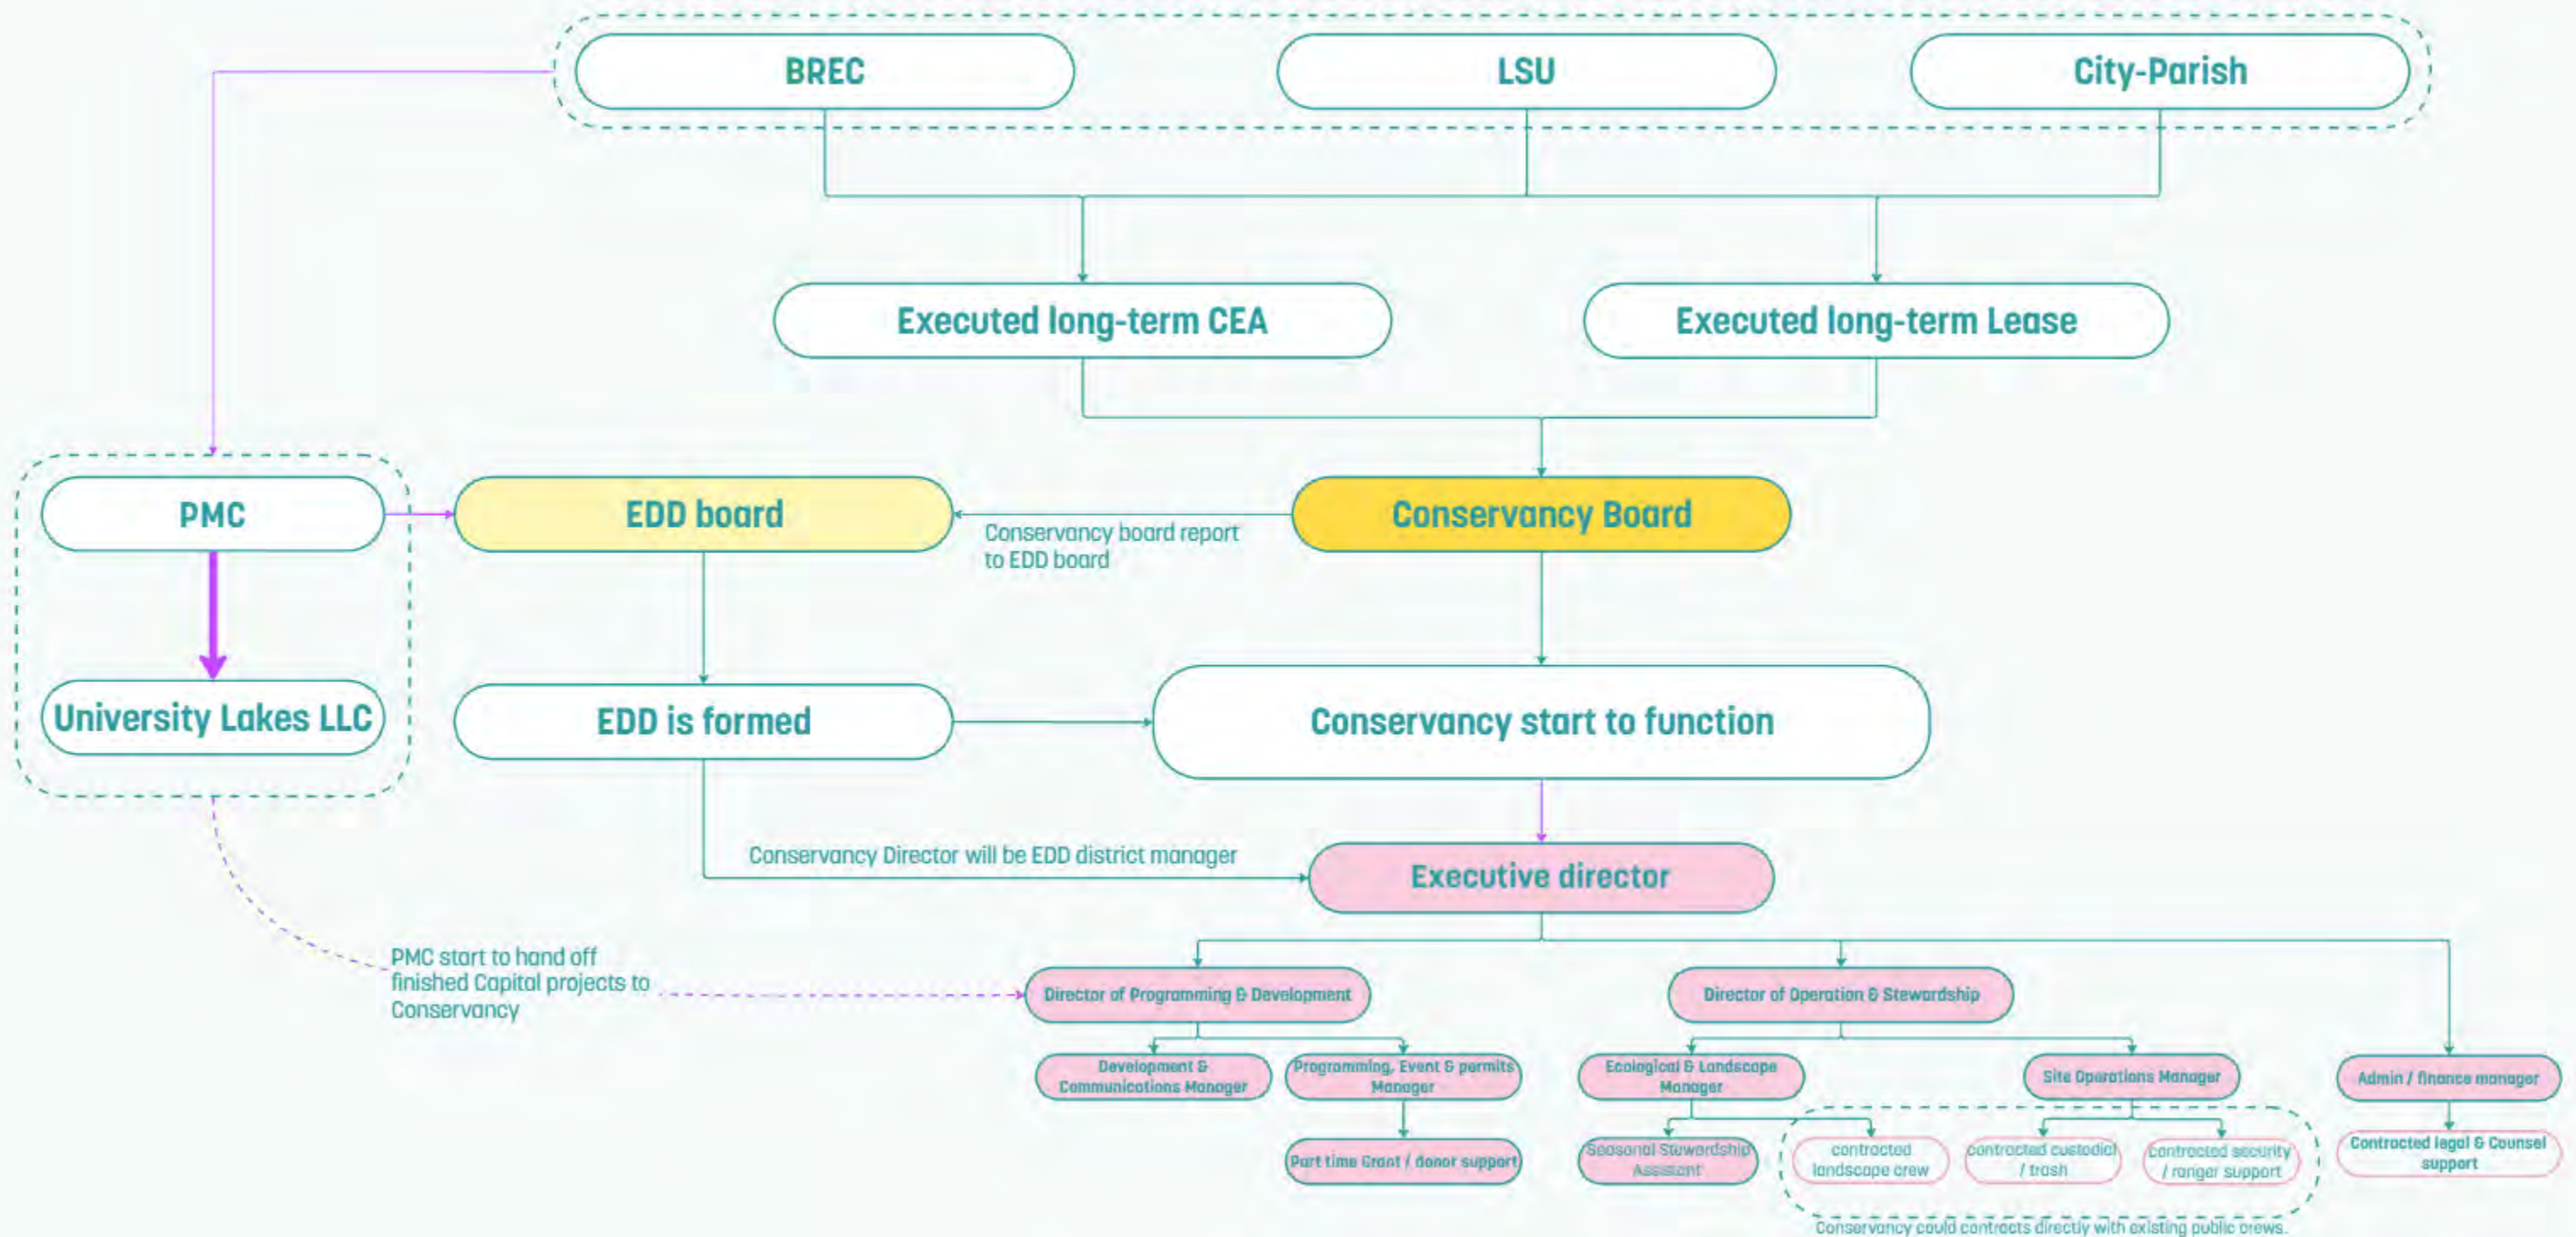 BREC
LSU
City-Parish
Executed long-term CEA
Executed long-term Lease
PMC
EDD board
Conservancy board report
to EDD board
Conservancy Board
University Lakes LLC
EDD is formed
Conservancy start to function
Conservancy Director will be EDD district manager
Executive director
PMC start to hand off
finished Capital projects to
Conservancy
Director of Programming & Development
Director of Operation & Stewardship
Development &
Communications Manager
Programming, Event & permits
Manager
Ecological & Landscape
Manager
Site Operations Manager
Admin / finance manager
Part time Grant / donor support
Seasonal Stewardship
Assistant
contracted
landscape crew
contracted custodial
/ trash
contracted security
/ ranger support
Contracted legal & Counsel
support
Conservancy could contracts directly with existing public crews.